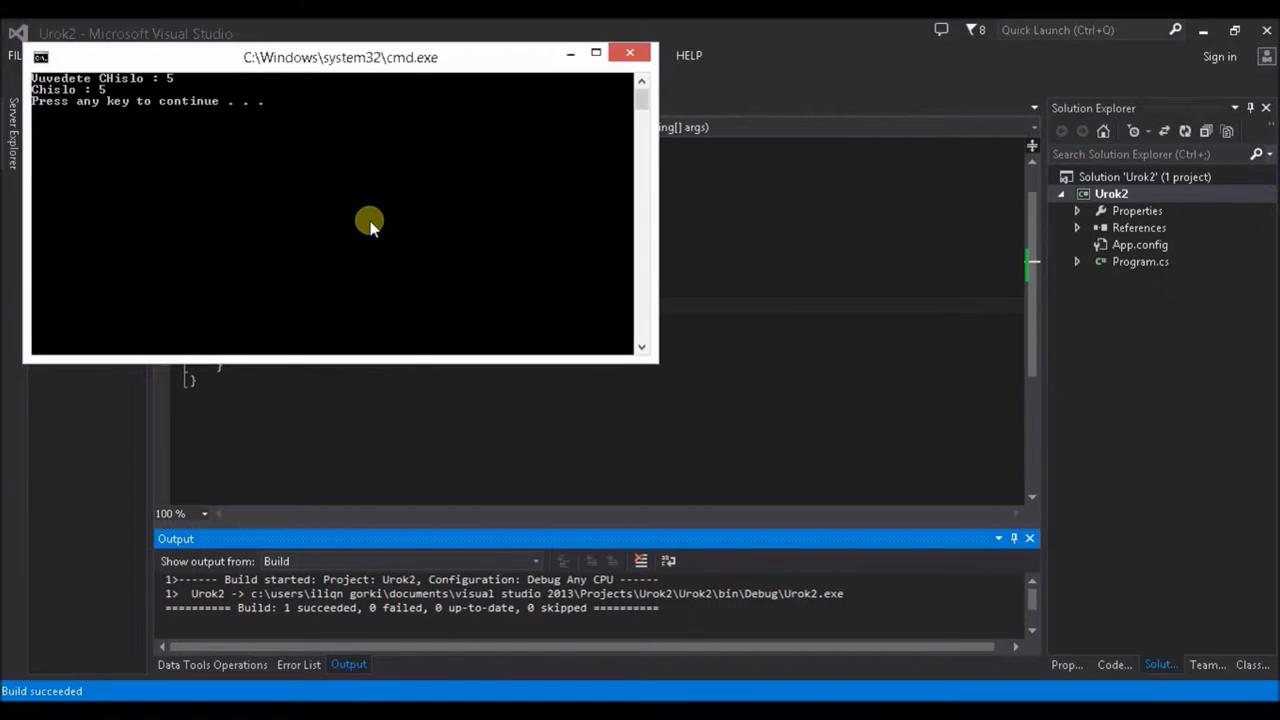 Urok2 - Microsoft Visual Studio
8
Quick Launch (Ctrl+Q)
FIL
C:\Windows\system32\cmd.exe
HELP
Sign in
Vuvedete CHislo : 5
Chislo : 5
Press any key to continue . . .
Server Explorer
ng[] args)
Solution Explorer
Search Solution Explorer (Ctrl+;)
Solution 'Urok2' (1 project)
Urok2
Properties
References
App.config
Program.cs
}
}
100 %
Output
Show output from: Build
1>------ Build started: Project: Urok2, Configuration: Debug Any CPU ------
1>  Urok2 -> c:\users\iliqn gorki\documents\visual studio 2013\Projects\Urok2\Urok2\bin\Debug\Urok2.exe
========== Build: 1 succeeded, 0 failed, 0 up-to-date, 0 skipped ==========
Data Tools Operations Error List Output
Prop... Code... Solut... Team... Class...
Build succeeded